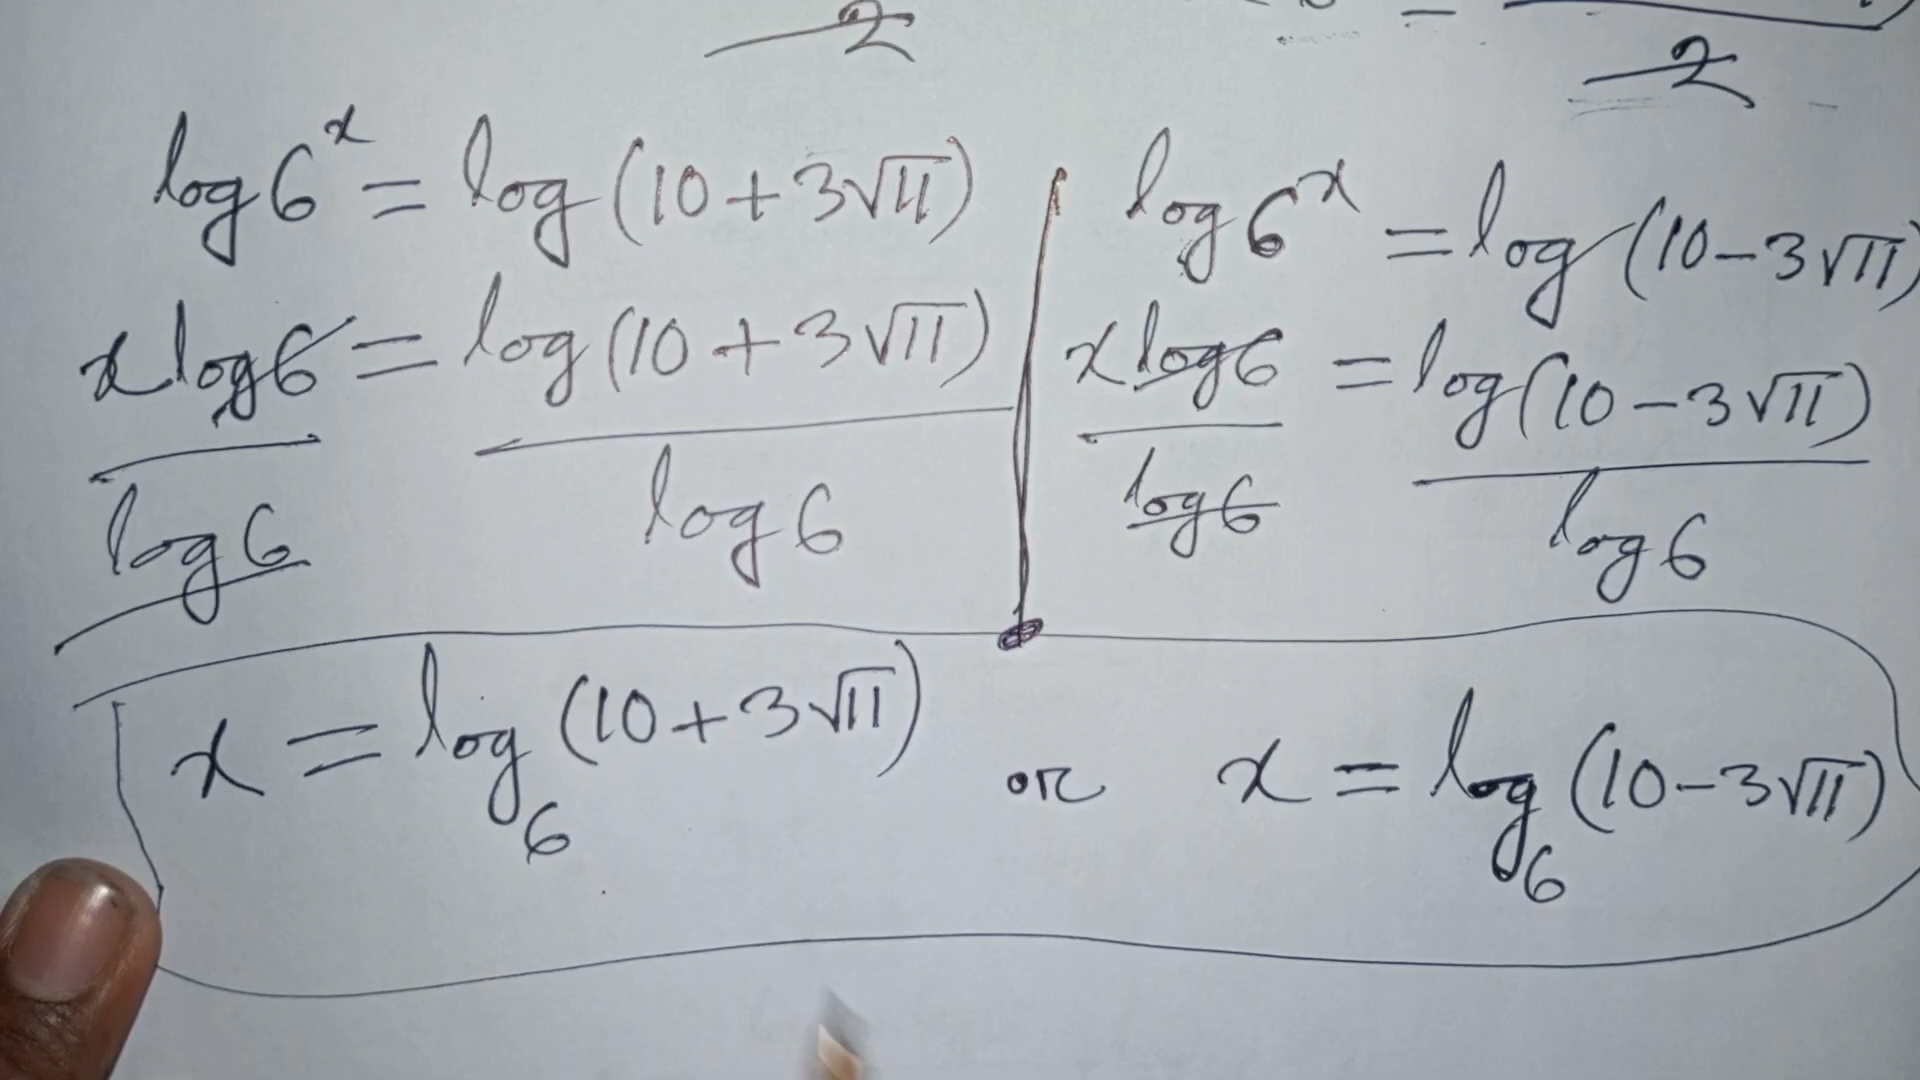 2 = 2
log 6^x = log (10 + 3√11)
x log 6 = log (10 + 3√11)
log 6 log 6
log 6^x = log (10 - 3√11)
x log 6 = log (10 - 3√11)
log 6 log 6
x = log_6 (10 + 3√11) or x = log_6 (10 - 3√11)